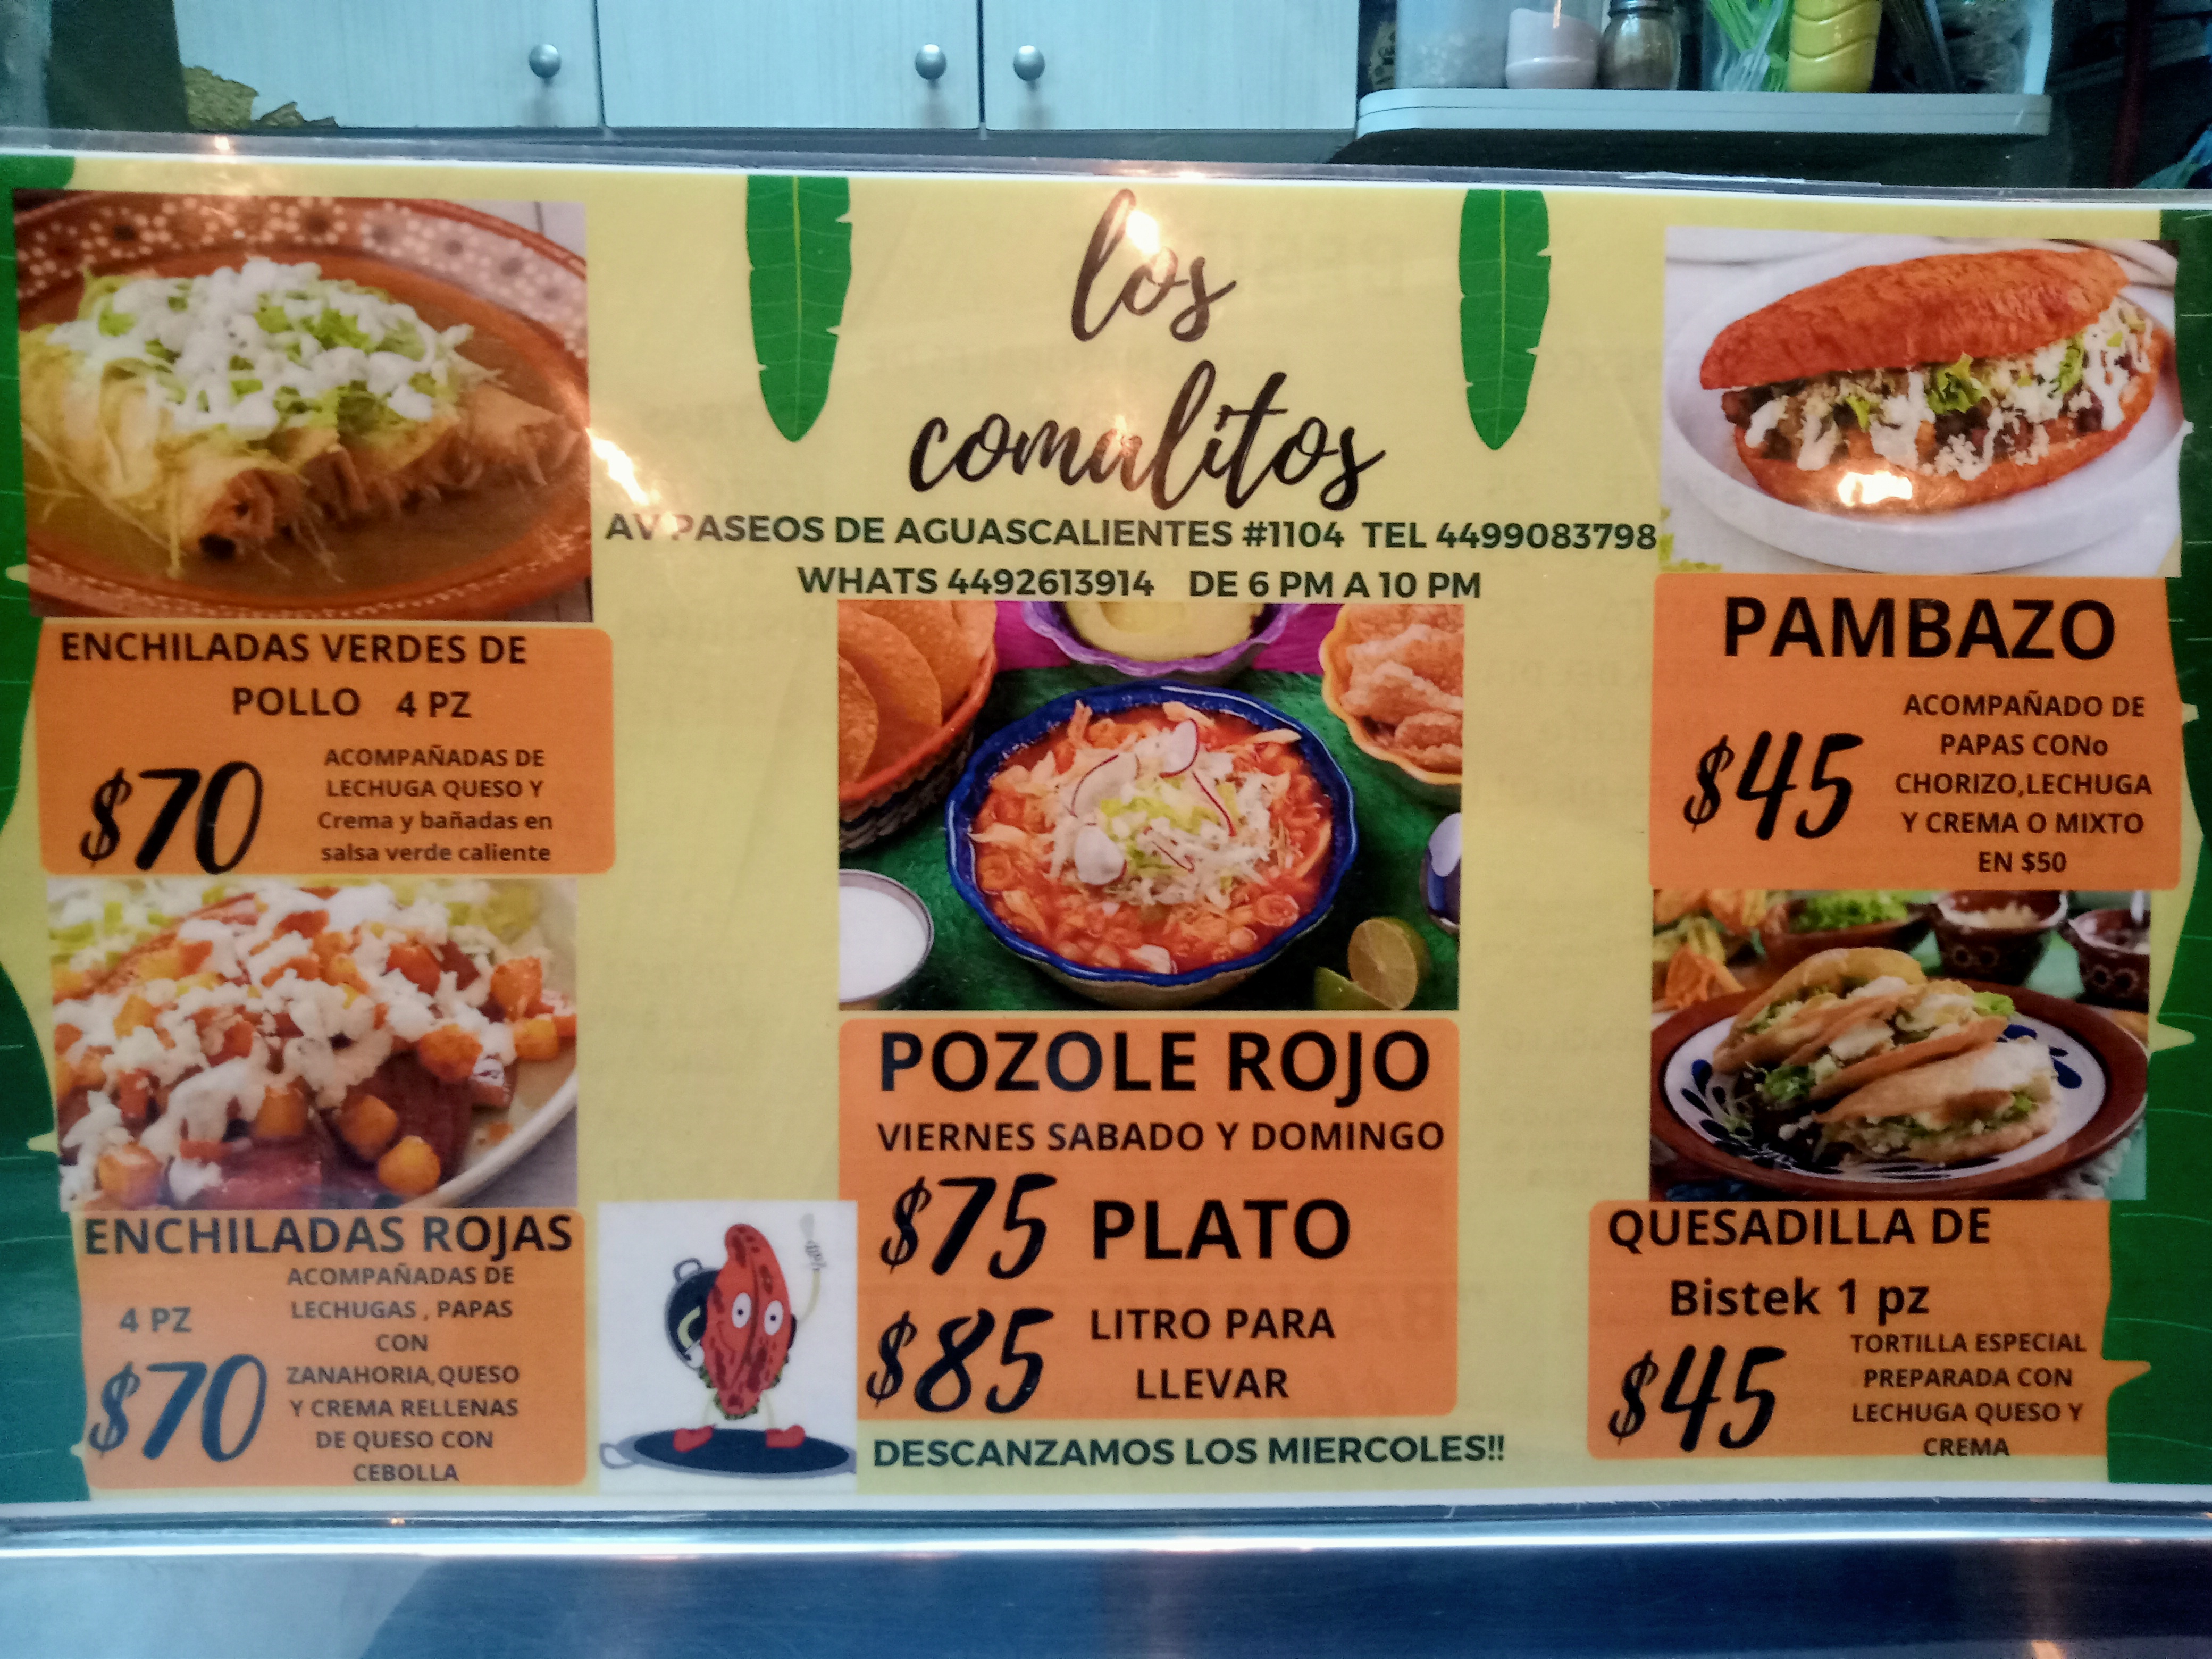 los
comalitos
AV PASEOS DE AGUASCALIENTES #1104 TEL 4499083798
WHATS 4492613914 DE 6 PM A 10 PM
ENCHILADAS VERDES DE
POLLO 4 PZ
$70
ACOMPAÑADAS DE
LECHUGA QUESO Y
Crema y bañadas en
salsa verde caliente
ENCHILADAS ROJAS
4 PZ
$70
ACOMPAÑADAS DE
LECHUGAS , PAPAS
CON
ZANAHORIA,QUESO
Y CREMA RELLENAS
DE QUESO CON
CEBOLLA
POZOLE ROJO
VIERNES SABADO Y DOMINGO
$75 PLATO
$85 LITRO PARA
LLEVAR
DESCANZAMOS LOS MIERCOLES!!
PAMBAZO
$45
ACOMPAÑADO DE
PAPAS CONo
CHORIZO,LECHUGA
Y CREMA O MIXTO
EN $50
QUESADILLA DE
Bistek 1 pz
$45
TORTILLA ESPECIAL
PREPARADA CON
LECHUGA QUESO Y
CREMA